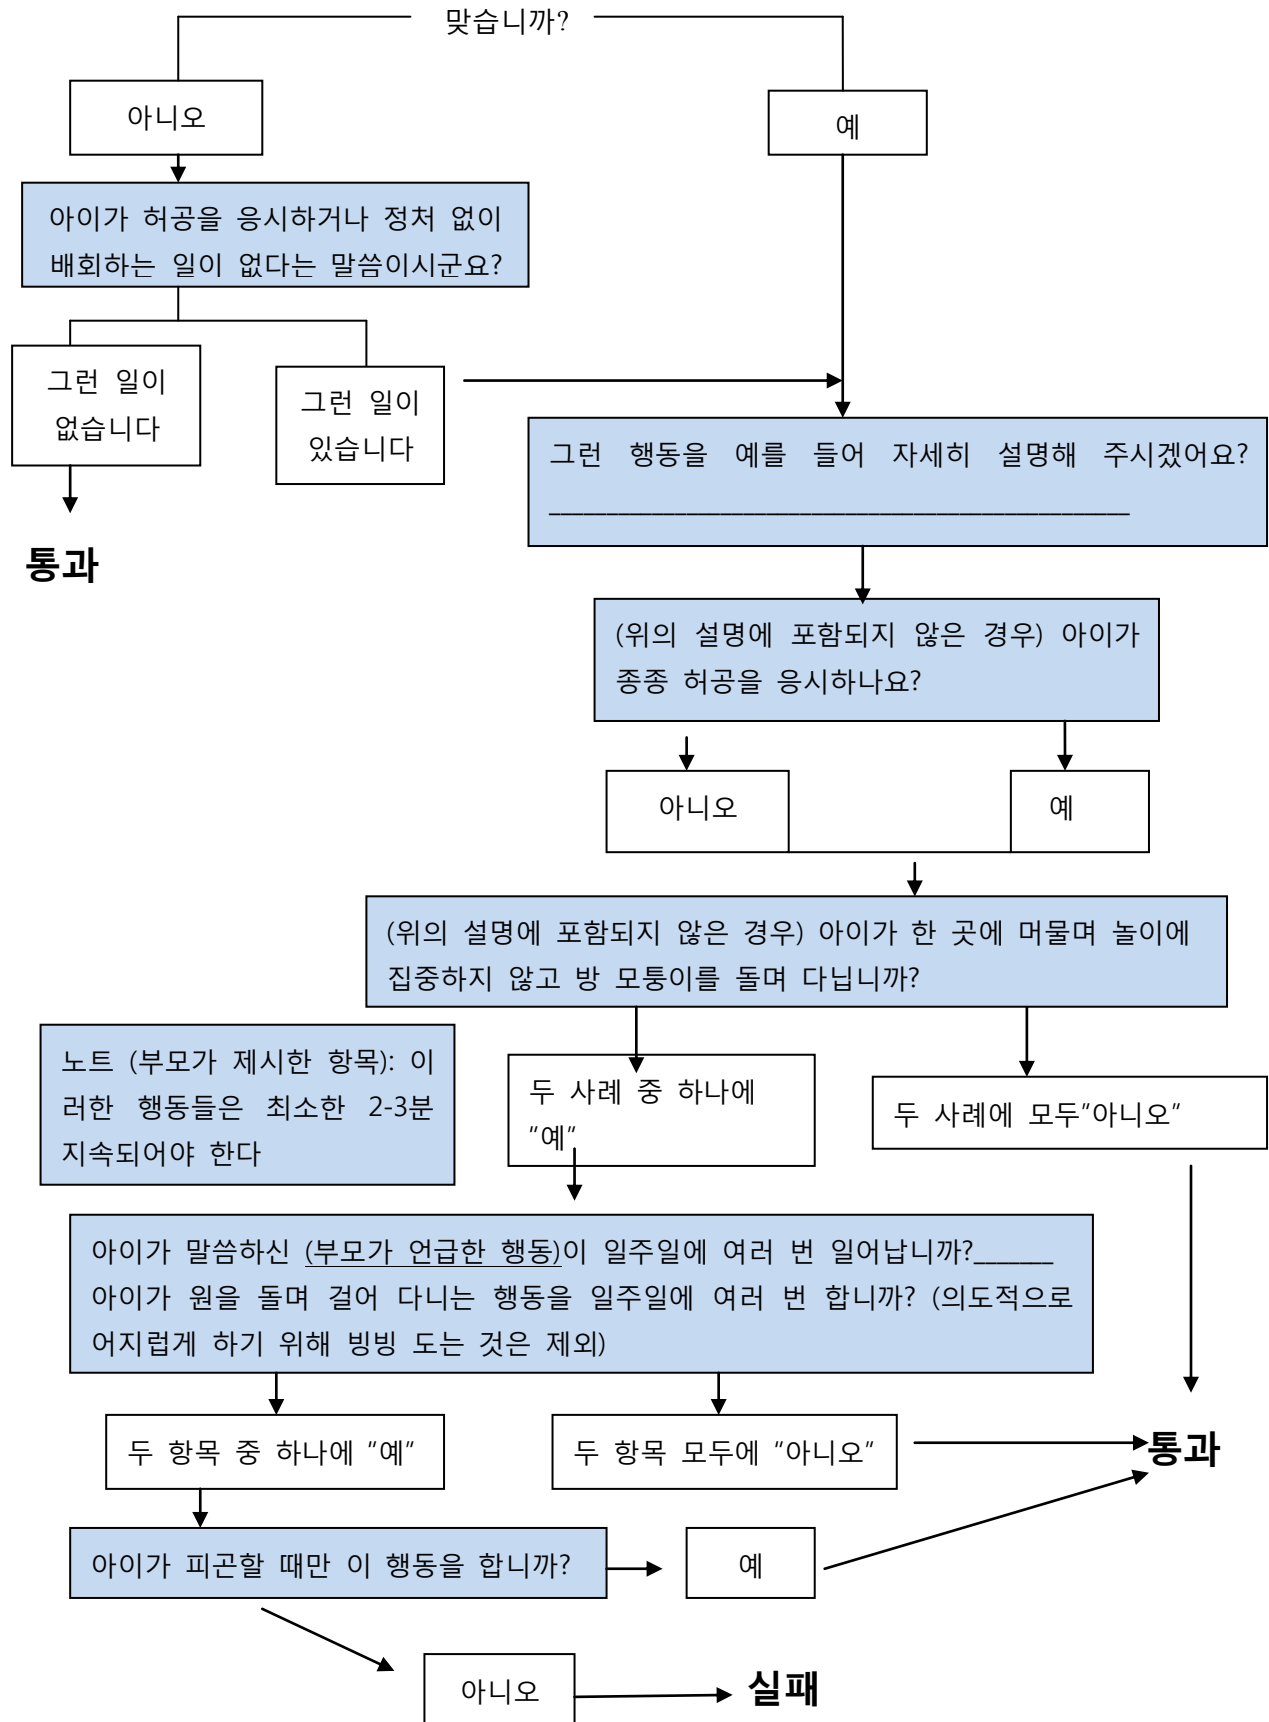 맞습니까?
아니오
예
아이가 허공을 응시하거나 정처 없이
배회하는 일이 없다는 말씀이시군요?
그런 일이
없습니다
그런 일이
있습니다
통과
그런 행동을 예를 들어 자세히 설명해 주시겠어요?
(위의 설명에 포함되지 않은 경우) 아이가
종종 허공을 응시하나요?
아니오
예
(위의 설명에 포함되지 않은 경우) 아이가 한 곳에 머물며 놀이에
집중하지 않고 방 모퉁이를 돌며 다닙니까?
노트 (부모가 제시한 항목): 이
러한 행동들은 최소한 2-3분
지속되어야 한다
두 사례 중 하나에
"예"
두 사례에 모두"아니오"
아이가 말씀하신 (부모가 언급한 행동)이 일주일에 여러 번 일어납니까?_______
아이가 원을 돌며 걸어 다니는 행동을 일주일에 여러 번 합니까? (의도적으로
어지럽게 하기 위해 빙빙 도는 것은 제외)
두 항목 중 하나에 "예"
두 항목 모두에 "아니오"
통과
아이가 피곤할 때만 이 행동을 합니까?
예
아니오
실패